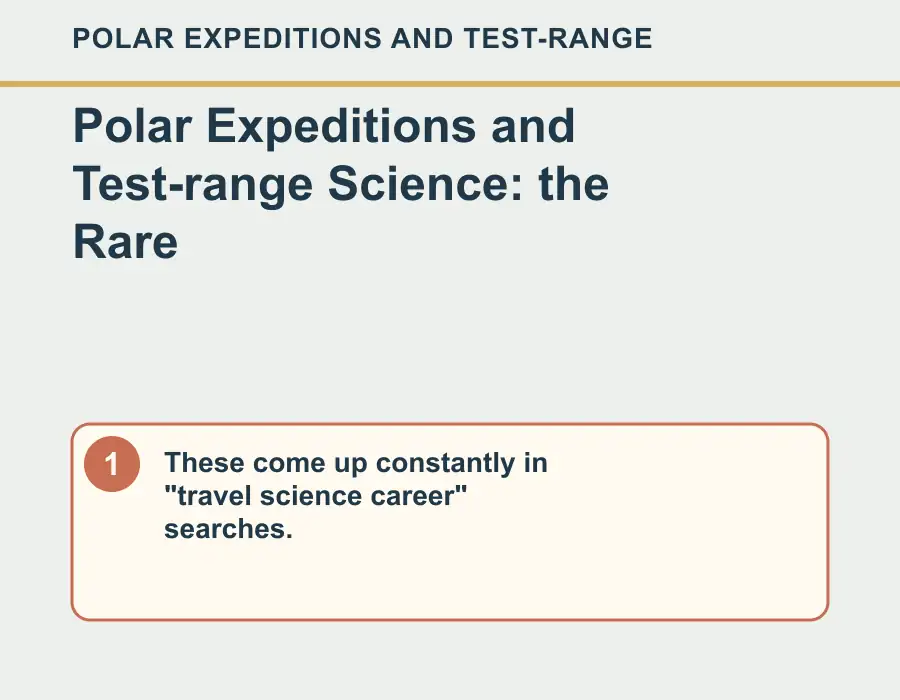 POLAR EXPEDITIONS AND TEST-RANGE
Polar Expeditions and
Test-range Science: the
Rare
1
These come up constantly in
"travel science career"
searches.